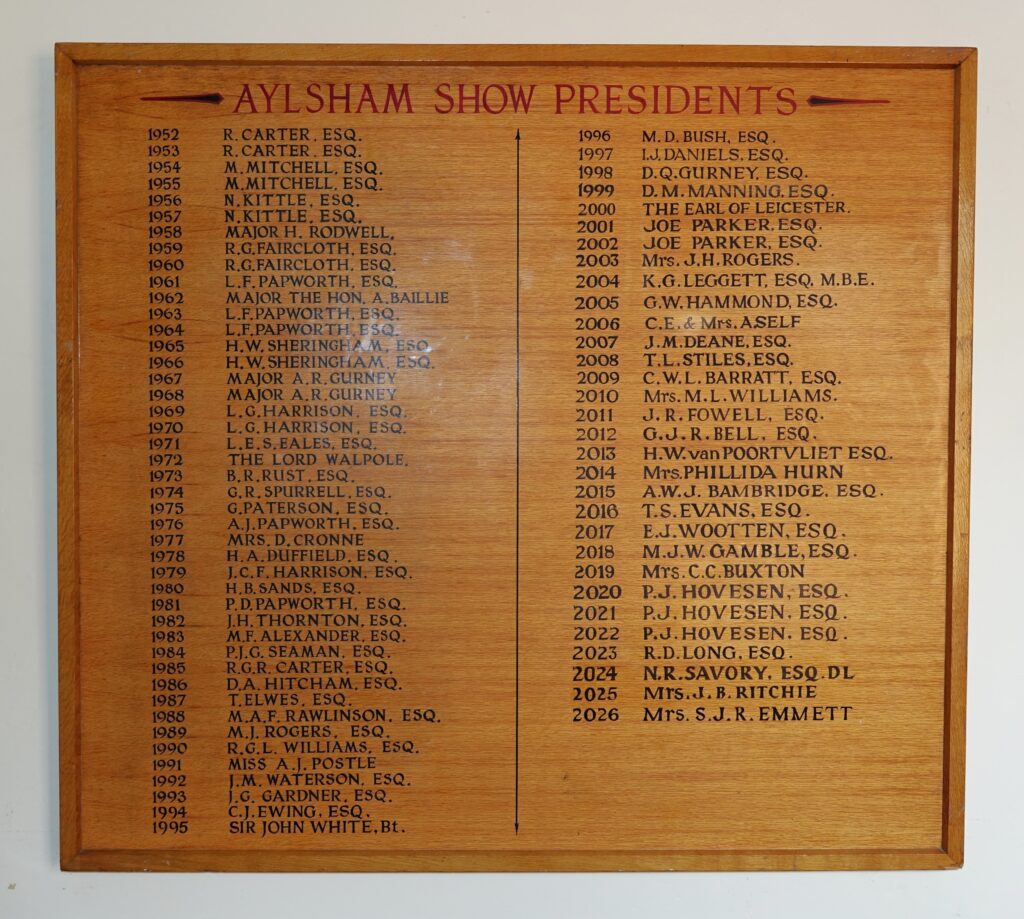 AYLSHAM SHOW PRESIDENTS
1952 R. CARTER, ESQ.
1953 R. CARTER, ESQ.
1954 M. MITCHELL, ESQ.
1955 M. MITCHELL, ESQ.
1956 N. KITTLE, ESQ.
1957 N. KITTLE, ESQ.
1958 MAJOR H. RODWELL,
1959 R.G. FAIRCLOTH, ESQ.
1960 R.G. FAIRCLOTH, ESQ.
1961 L.F. PAPWORTH, ESQ.
1962 MAJOR THE HON. A. BAILLIE
1963 L.F. PAPWORTH, ESQ.
1964 L.F. PAPWORTH, ESQ.
1965 H.W. SHERINGHAM, ESQ.
1966 H.W. SHERINGHAM, ESQ.
1967 MAJOR A.R. GURNEY
1968 MAJOR A.R. GURNEY
1969 L.G. HARRISON, ESQ.
1970 L.G. HARRISON, ESQ.
1971 L.E.S. EALES, ESQ.
1972 THE LORD WALPOLE.
1973 B.R. RUST, ESQ.
1974 G.R. SPURRELL, ESQ.
1975 G. PATERSON, ESQ.
1976 A.J. PAPWORTH, ESQ.
1977 MRS. D. CRONNE
1978 H.A. DUFFIELD, ESQ.
1979 J.C.F. HARRISON, ESQ.
1980 H.B. SANDS, ESQ.
1981 P.D. PAPWORTH, ESQ.
1982 J.H. THORNTON, ESQ.
1983 M.F. ALEXANDER, ESQ.
1984 P.J.G. SEAMAN, ESQ.
1985 R.G.R. CARTER, ESQ.
1986 D.A. HITCHAM, ESQ.
1987 T. ELWES, ESQ.
1988 M.A.F. RAWLINSON, ESQ.
1989 M.J. ROGERS, ESQ.
1990 R.G.L. WILLIAMS, ESQ.
1991 MISS A.J. POSTLE
1992 J.M. WATERSON, ESQ.
1993 J.G. GARDNER, ESQ.
1994 C.J. EWING, ESQ.
1995 SIR JOHN WHITE, Bt.
1996 M.D. BUSH, ESQ.
1997 I.J. DANIELS, ESQ.
1998 D.Q. GURNEY, ESQ.
1999 D.M. MANNING, ESQ.
2000 THE EARL OF LEICESTER.
2001 JOE PARKER, ESQ.
2002 JOE PARKER, ESQ.
2003 Mrs. J.H. ROGERS.
2004 K.G. LEGGETT, ESQ. M.B.E.
2005 G.W. HAMMOND, ESQ.
2006 C.E. & Mrs. A.SELF
2007 J.M. DEANE, ESQ.
2008 T.L. STILES, ESQ.
2009 C.W.L. BARRATT, ESQ.
2010 Mrs. M.L. WILLIAMS.
2011 J.R. FOWELL, ESQ.
2012 G.J.R. BELL, ESQ.
2013 H.W. van POORTVLIET ESQ.
2014 Mrs. PHILLIDA HURN
2015 A.W.J. BAMBRIDGE, ESQ.
2016 T.S. EVANS, ESQ.
2017 E.J. WOOTTEN, ESQ.
2018 M.J.W. GAMBLE, ESQ.
2019 Mrs. C.C. BUXTON
2020 P.J. HOVESEN, ESQ.
2021 P.J. HOVESEN, ESQ.
2022 P.J. HOVESEN, ESQ.
2023 R.D. LONG, ESQ.
2024 N.R. SAVORY, ESQ. DL
2025 Mrs. J.B. RITCHIE
2026 Mrs. S.J.R. EMMETT